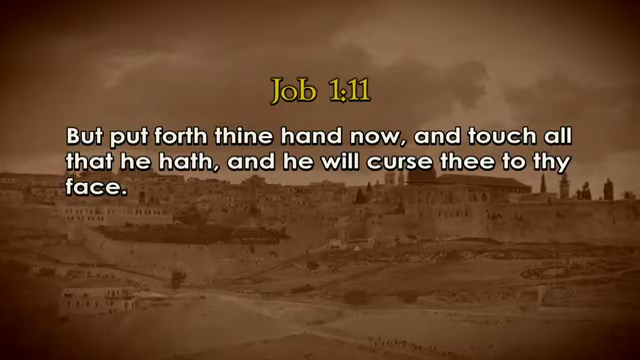 Job 1:11
But put forth thine hand now, and touch all
that he hath, and he will curse thee to thy
face.